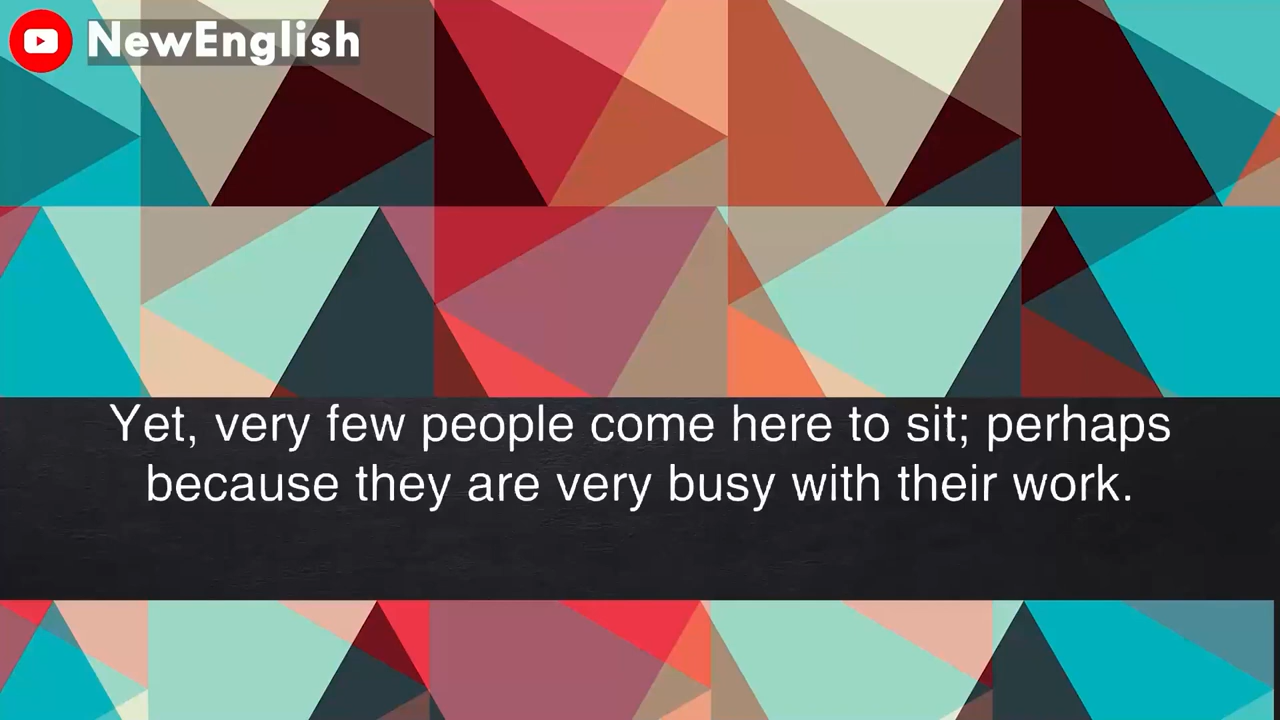 NewEnglish
Yet, very few people come here to sit; perhaps
because they are very busy with their work.